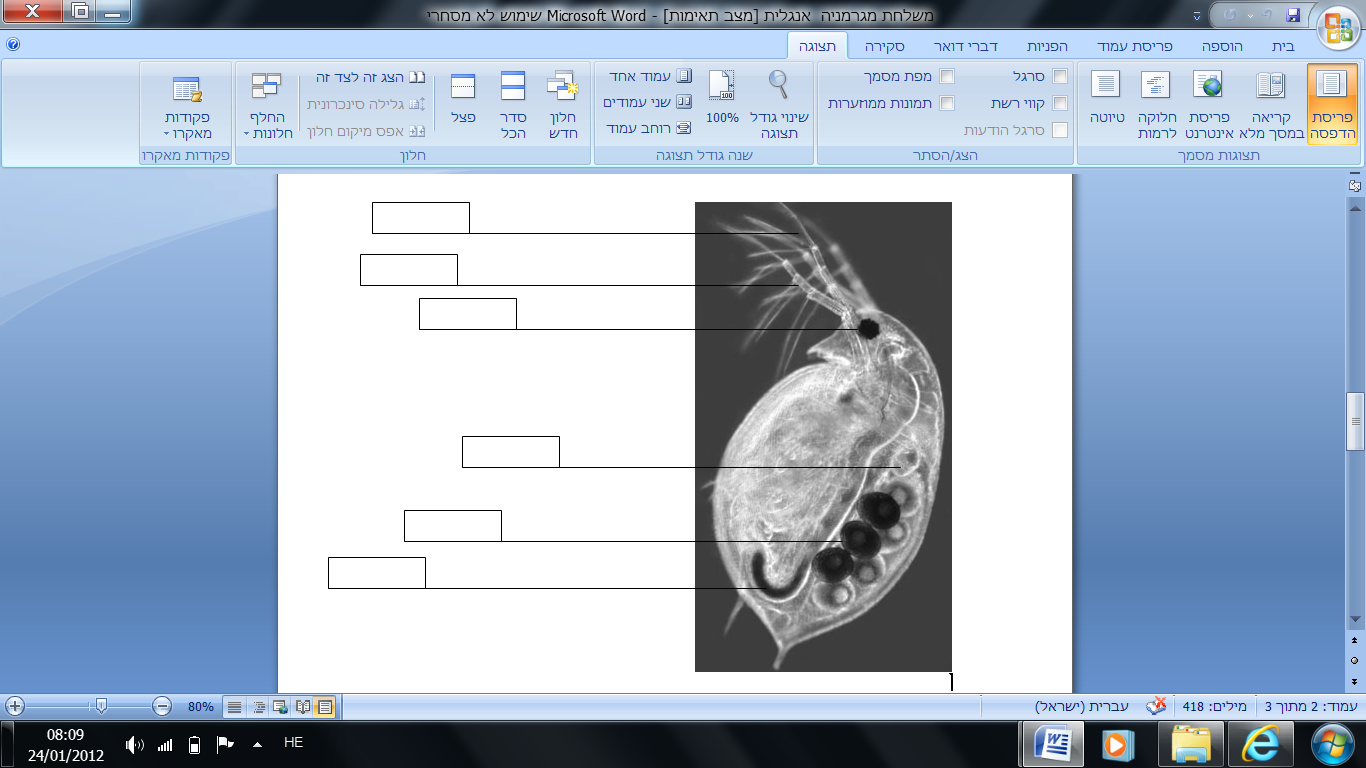 משלחת מגרמניה אנגלית [מצב תאימות] - Microsoft Word שימוש לא מסחרי
בית הוספה פריסת עמוד הפניות דברי דואר סקירה תצוגה
פריסת הדפסה
קריאה במסך מלא
פריסת אינטרנט
חלוקה לרמות
טיוטה
תצוגות מסמך
סרגל
קווי רשת
סרגל הודעות
מפת מסמך
תמונות ממוזערות
הצג/הסתר
שינוי גודל תצוגה
100%
עמוד אחד
שני עמודים
רוחב עמוד
שנה גודל תצוגה
חלון חדש
סדר הכל
פצל
הצג זה לצד זה
גלילה סינכרונית
אפס מיקום חלון
החלף חלונות
חלון
פקודות מאקרו
פקודות מאקרו
עמוד: 2 מתוך 3
מילים: 418
עברית (ישראל)
80%
HE
08:09
24/01/2012